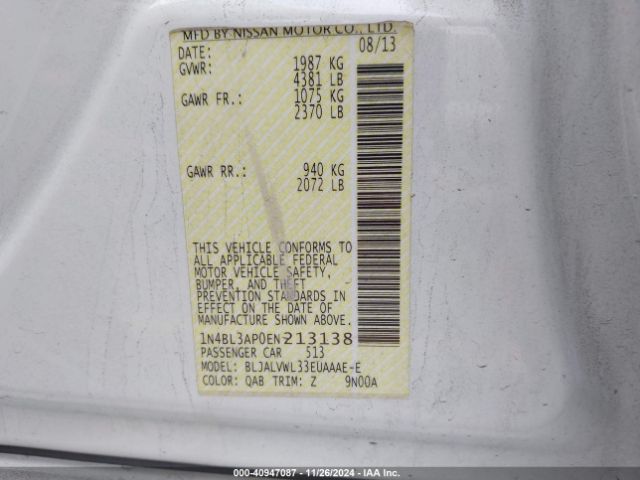 MFD BY NISSAN MOTOR CO., LTD.
DATE: 08/13
GVWR: 1987 KG
4381 LB
GAWR FR.: 1075 KG
2370 LB
GAWR RR.: 940 KG
2072 LB
THIS VEHICLE CONFORMS TO
ALL APPLICABLE FEDERAL
MOTOR VEHICLE SAFETY,
BUMPER, AND THEFT
PREVENTION STANDARDS IN
EFFECT ON THE DATE OF
MANUFACTURE SHOWN ABOVE.
1N4BL3AP0EN213138
PASSENGER CAR 513
MODEL: BLJALVWL33EUAAAE-E
COLOR: QAB TRIM: Z 9N00A
000-40947087 - 11/26/2024 - IAA Inc.